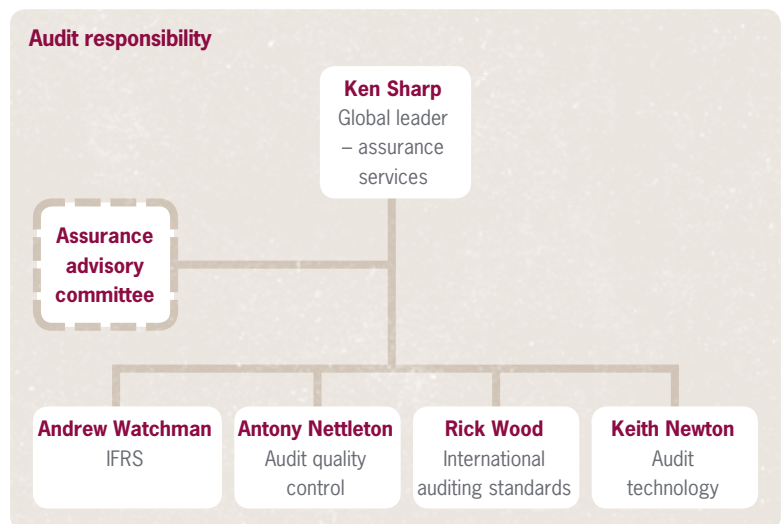 Audit responsibility
Ken Sharp
Global leader
– assurance
services
Assurance
advisory
committee
Andrew Watchman
IFRS
Antony Nettleton
Audit quality
control
Rick Wood
International
auditing standards
Keith Newton
Audit
technology